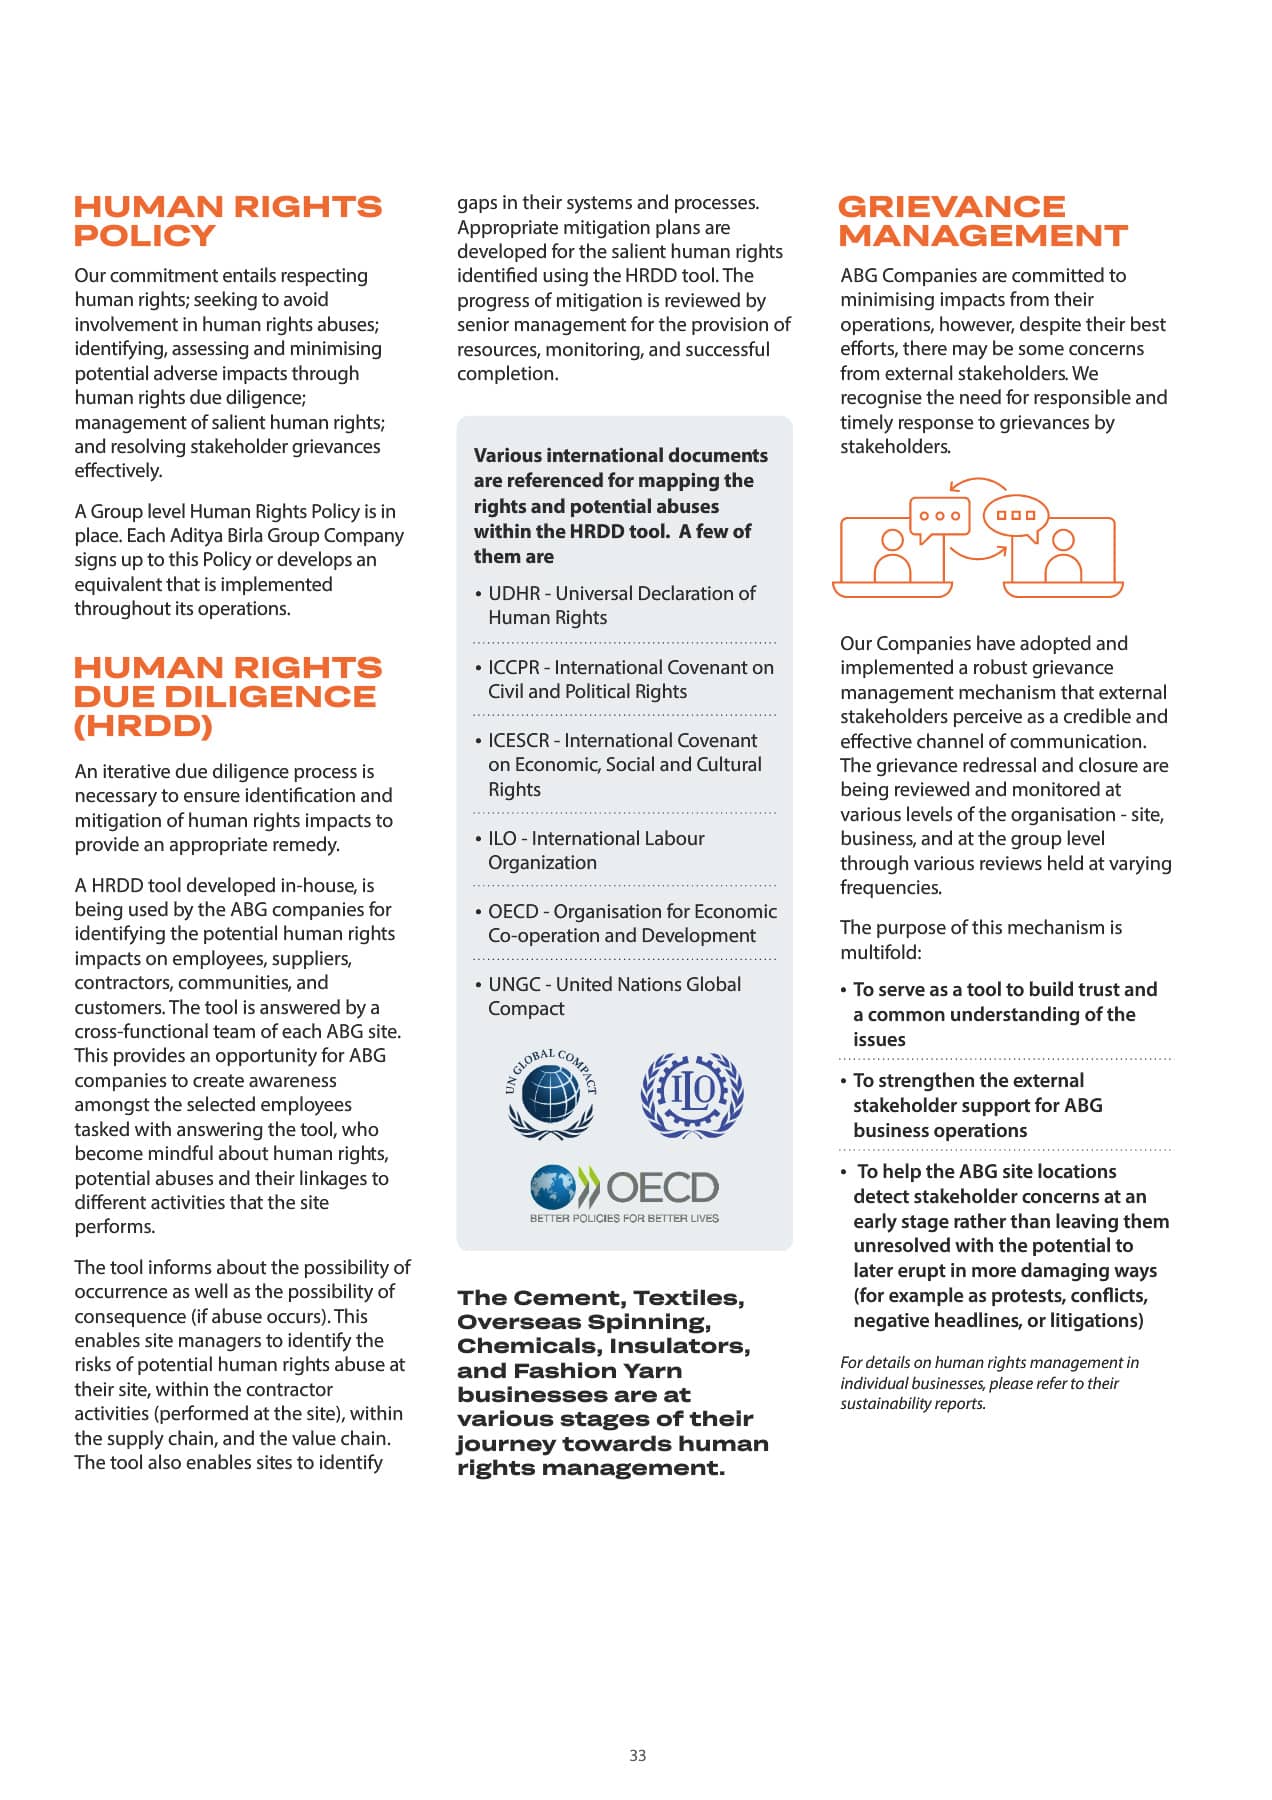 HUMAN RIGHTS
POLICY
Our commitment entails respecting
human rights; seeking to avoid
involvement in human rights abuses;
identifying, assessing and minimising
potential adverse impacts through
human rights due diligence;
management of salient human rights;
and resolving stakeholder grievances
effectively.
A Group level Human Rights Policy is in
place. Each Aditya Birla Group Company
signs up to this Policy or develops an
equivalent that is implemented
throughout its operations.
HUMAN RIGHTS
DUE DILIGENCE
(HRDD)
An iterative due diligence process is
necessary to ensure identification and
mitigation of human rights impacts to
provide an appropriate remedy.
A HRDD tool developed in-house, is
being used by the ABG companies for
identifying the potential human rights
impacts on employees, suppliers,
contractors, communities, and
customers. The tool is answered by a
cross-functional team of each ABG site.
This provides an opportunity for ABG
companies to create awareness
amongst the selected employees
tasked with answering the tool, who
become mindful about human rights,
potential abuses and their linkages to
different activities that the site
performs.
The tool informs about the possibility of
occurrence as well as the possibility of
consequence (if abuse occurs). This
enables site managers to identify the
risks of potential human rights abuse at
their site, within the contractor
activities (performed at the site), within
the supply chain, and the value chain.
The tool also enables sites to identify
gaps in their systems and processes.
Appropriate mitigation plans are
developed for the salient human rights
identified using the HRDD tool. The
progress of mitigation is reviewed by
senior management for the provision of
resources, monitoring, and successful
completion.
Various international documents
are referenced for mapping the
rights and potential abuses
within the HRDD tool. A few of
them are
• UDHR - Universal Declaration of
Human Rights
• ICCPR - International Covenant on
Civil and Political Rights
• ICESCR - International Covenant
on Economic, Social and Cultural
Rights
• ILO - International Labour
Organization
• OECD - Organisation for Economic
Co-operation and Development
• UNGC - United Nations Global
Compact
UN GLOBAL COMPACT
ILO
OECD
BETTER POLICIES FOR BETTER LIVES
The Cement, Textiles,
Overseas Spinning,
Chemicals, Insulators,
and Fashion Yarn
businesses are at
various stages of their
journey towards human
rights management.
GRIEVANCE
MANAGEMENT
ABG Companies are committed to
minimising impacts from their
operations, however, despite their best
efforts, there may be some concerns
from external stakeholders. We
recognise the need for responsible and
timely response to grievances by
stakeholders.
Our Companies have adopted and
implemented a robust grievance
management mechanism that external
stakeholders perceive as a credible and
effective channel of communication.
The grievance redressal and closure are
being reviewed and monitored at
various levels of the organisation - site,
business, and at the group level
through various reviews held at varying
frequencies.
The purpose of this mechanism is
multifold:
• To serve as a tool to build trust and
a common understanding of the
issues
• To strengthen the external
stakeholder support for ABG
business operations
• To help the ABG site locations
detect stakeholder concerns at an
early stage rather than leaving them
unresolved with the potential to
later erupt in more damaging ways
(for example as protests, conflicts,
negative headlines, or litigations)
For details on human rights management in
individual businesses, please refer to their
sustainability reports.
33